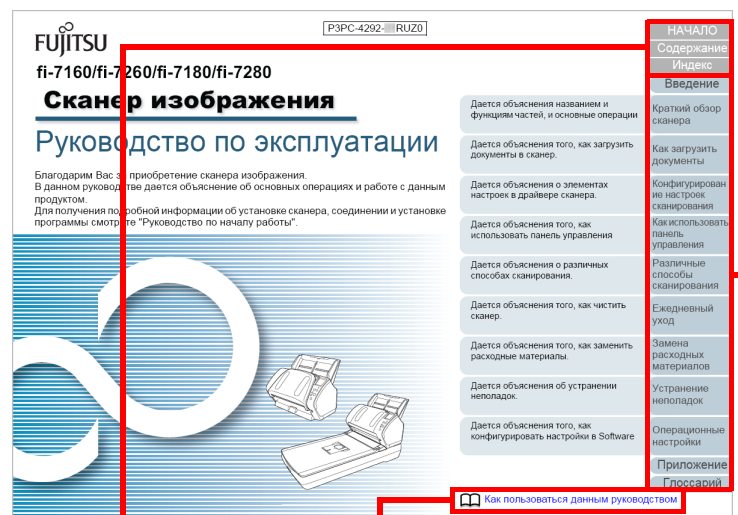 FUJITSU
P3PC-4292- RUZ0
fi-7160/fi-7260/fi-7180/fi-7280
Сканер изображения
Руководство по эксплуатации
Благодарим Вас за приобретение сканера изображения.
В данном руководстве дается объяснение об основных операциях и работе с данным
продуктом.
Для получения подробной информации об установке сканера, соединении и установке
программы смотрите "Руководство по началу работы".
НАЧАЛО
Содержание
Индекс
Введение
Дается объяснения названием и
функциям частей, и основные операции
Краткий обзор
сканера
Дается объяснения того, как загрузить
документы в сканер.
Как загрузить
документы
Дается объяснения о элементах
настроек в драйвере сканера.
Конфигурирован
ие настроек
сканирования
Дается объяснения того, как
использовать панель управления
Как использовать
панель
управления
Дается объяснения о различных
способах сканирования.
Различные
способы
сканирования
Дается объяснения того, как чистить
сканер.
Ежедневный
уход
Дается объяснения того, как заменить
расходные материалы.
Замена
расходных
материалов
Дается объяснения об устранении
неполадок.
Устранение
неполадок
Дается объяснения того, как
конфигурировать настройки в Software
Операционные
настройки
Приложение
Глоссарий
Как пользоваться данным руководством